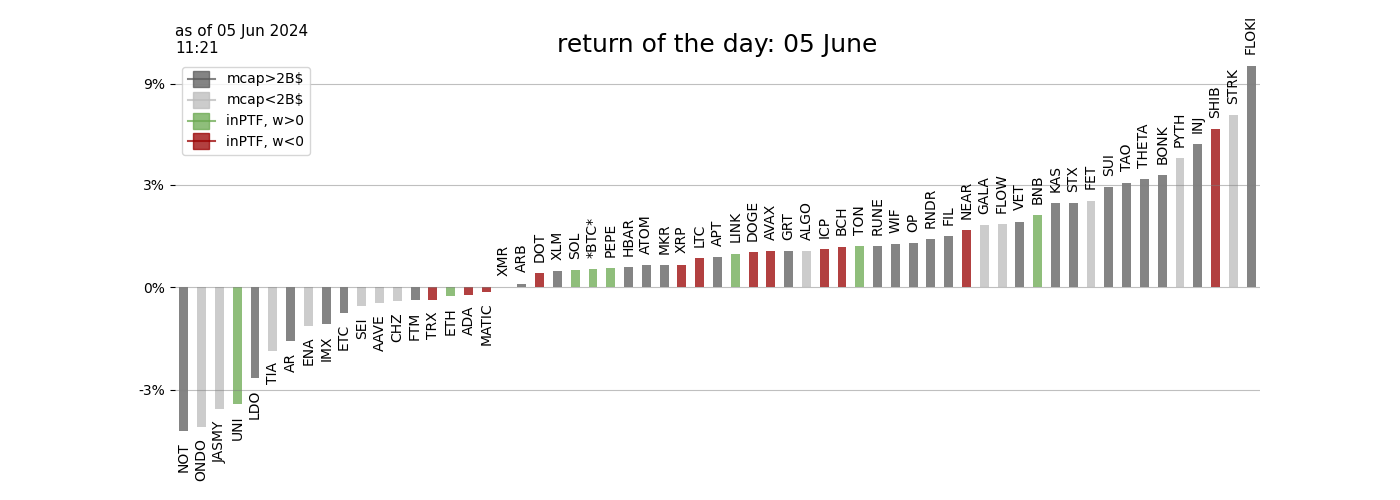 as of 05 Jun 2024
11:21
return of the day: 05 June
mcap>2B$
mcap<2B$
inPTF, w>0
inPTF, w<0
9%
3%
0%
-3%
NOT
ONDO
JASMY
UNI
LDO
TIA
AR
ENA
IMX
ETC
SEI
AAVE
CHZ
FTM
TRX
ETH
ADA
MATIC
XMR
ARB
DOT
XLM
SOL
*BTC*
PEPE
HBAR
ATOM
MKR
XRP
LTC
APT
LINK
DOGE
AVAX
GRT
ALGO
ICP
BCH
TON
RUNE
WIF
OP
RNDR
FIL
NEAR
GALA
FLOW
VET
BNB
KAS
STX
FET
SUI
TAO
THETA
BONK
PYTH
INJ
SHIB
STRK
FLOKI